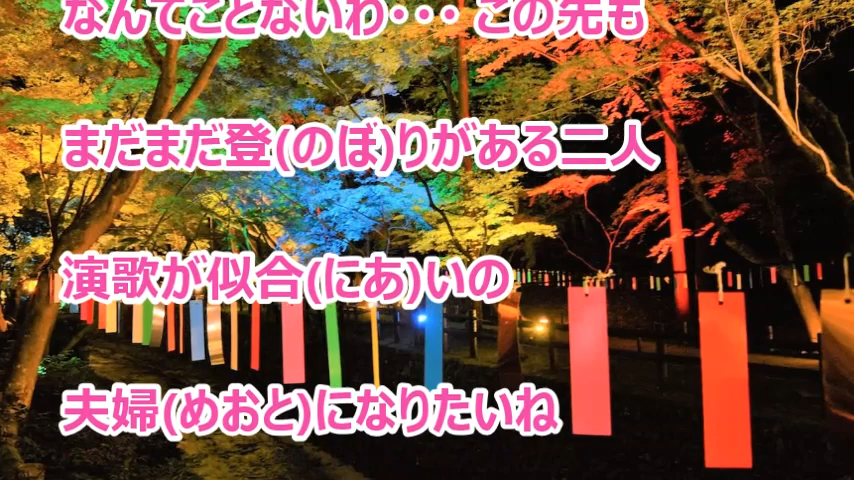 なんてことないわ・・・ この先も
まだまだ登(のぼ)りがある二人
演歌が似合(にあ)いの
夫婦(めおと)になりたいね